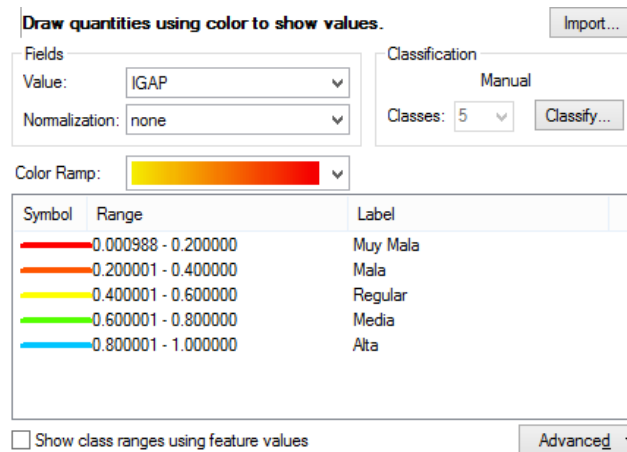 Draw quantities using color to show values.
Import...
Fields
Value: IGAP
Normalization: none
Classification
Manual
Classes: 5
Classify...
Color Ramp:
Symbol Range Label
0.000988 - 0.200000 Muy Mala
0.200001 - 0.400000 Mala
0.400001 - 0.600000 Regular
0.600001 - 0.800000 Media
0.800001 - 1.000000 Alta
Show class ranges using feature values
Advanced